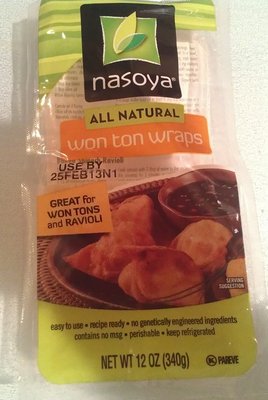 nasoya®
ALL NATURAL
won ton wraps
Ravioli
USE BY
25FEB13N1
GREAT for
WON TONS
and RAVIOLI
SERVING
SUGGESTION
easy to use • recipe ready • no genetically engineered ingredients
contains no msg • perishable • keep refrigerated
NET WT 12 OZ (340g)
K PAREVE